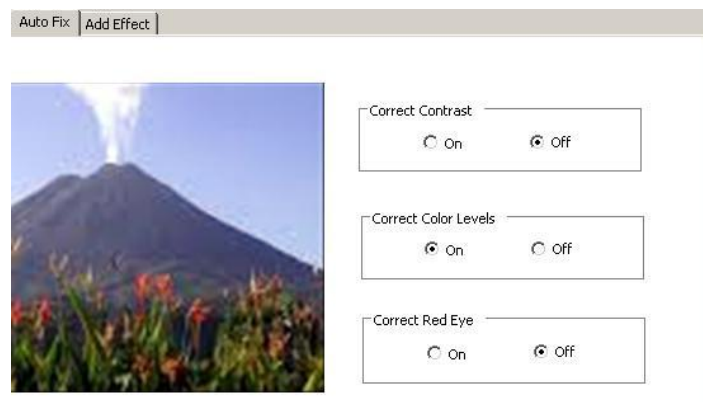 Auto Fix Add Effect
Correct Contrast
On Off
Correct Color Levels
On Off
Correct Red Eye
On Off